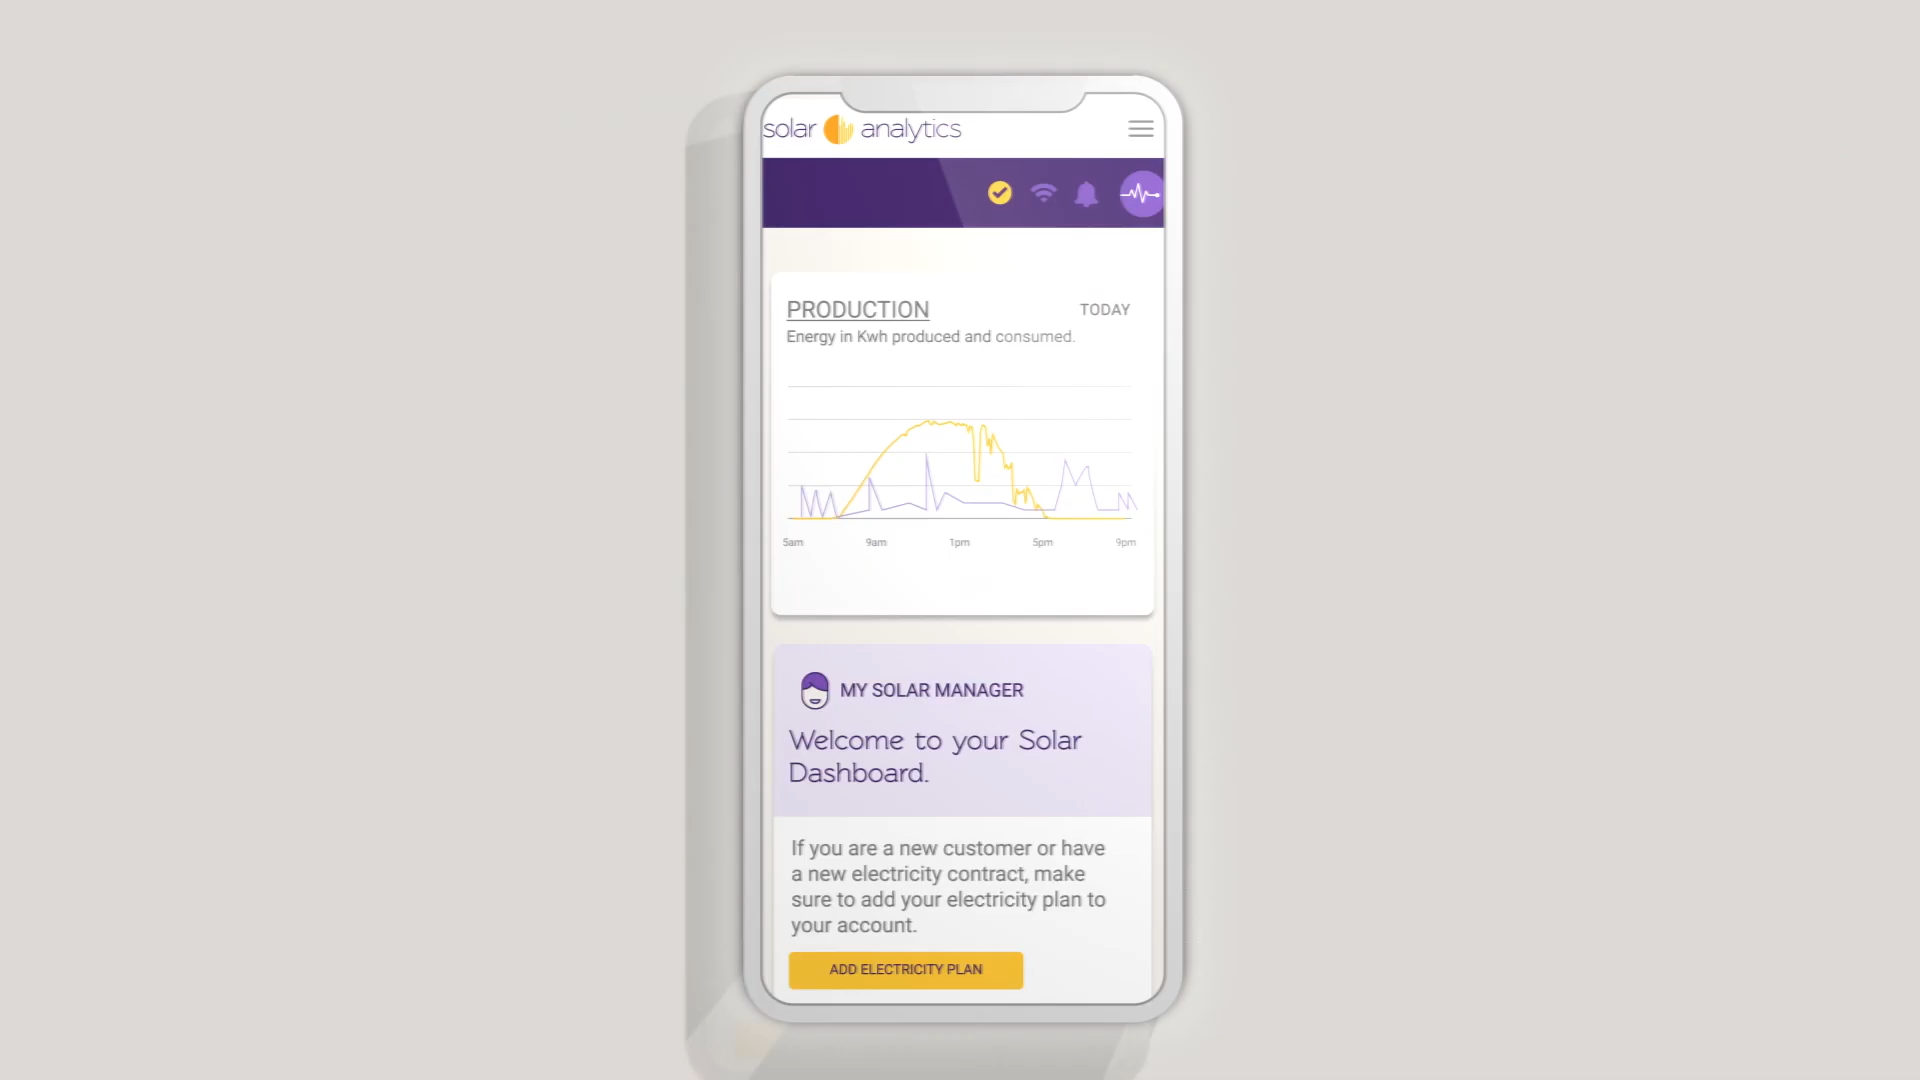 solar analytics
PRODUCTION
TODAY
Energy in Kwh produced and consumed.
5am 9am 1pm 5pm 9pm
MY SOLAR MANAGER
Welcome to your Solar
Dashboard.
If you are a new customer or have
a new electricity contract, make
sure to add your electricity plan to
your account.
ADD ELECTRICITY PLAN